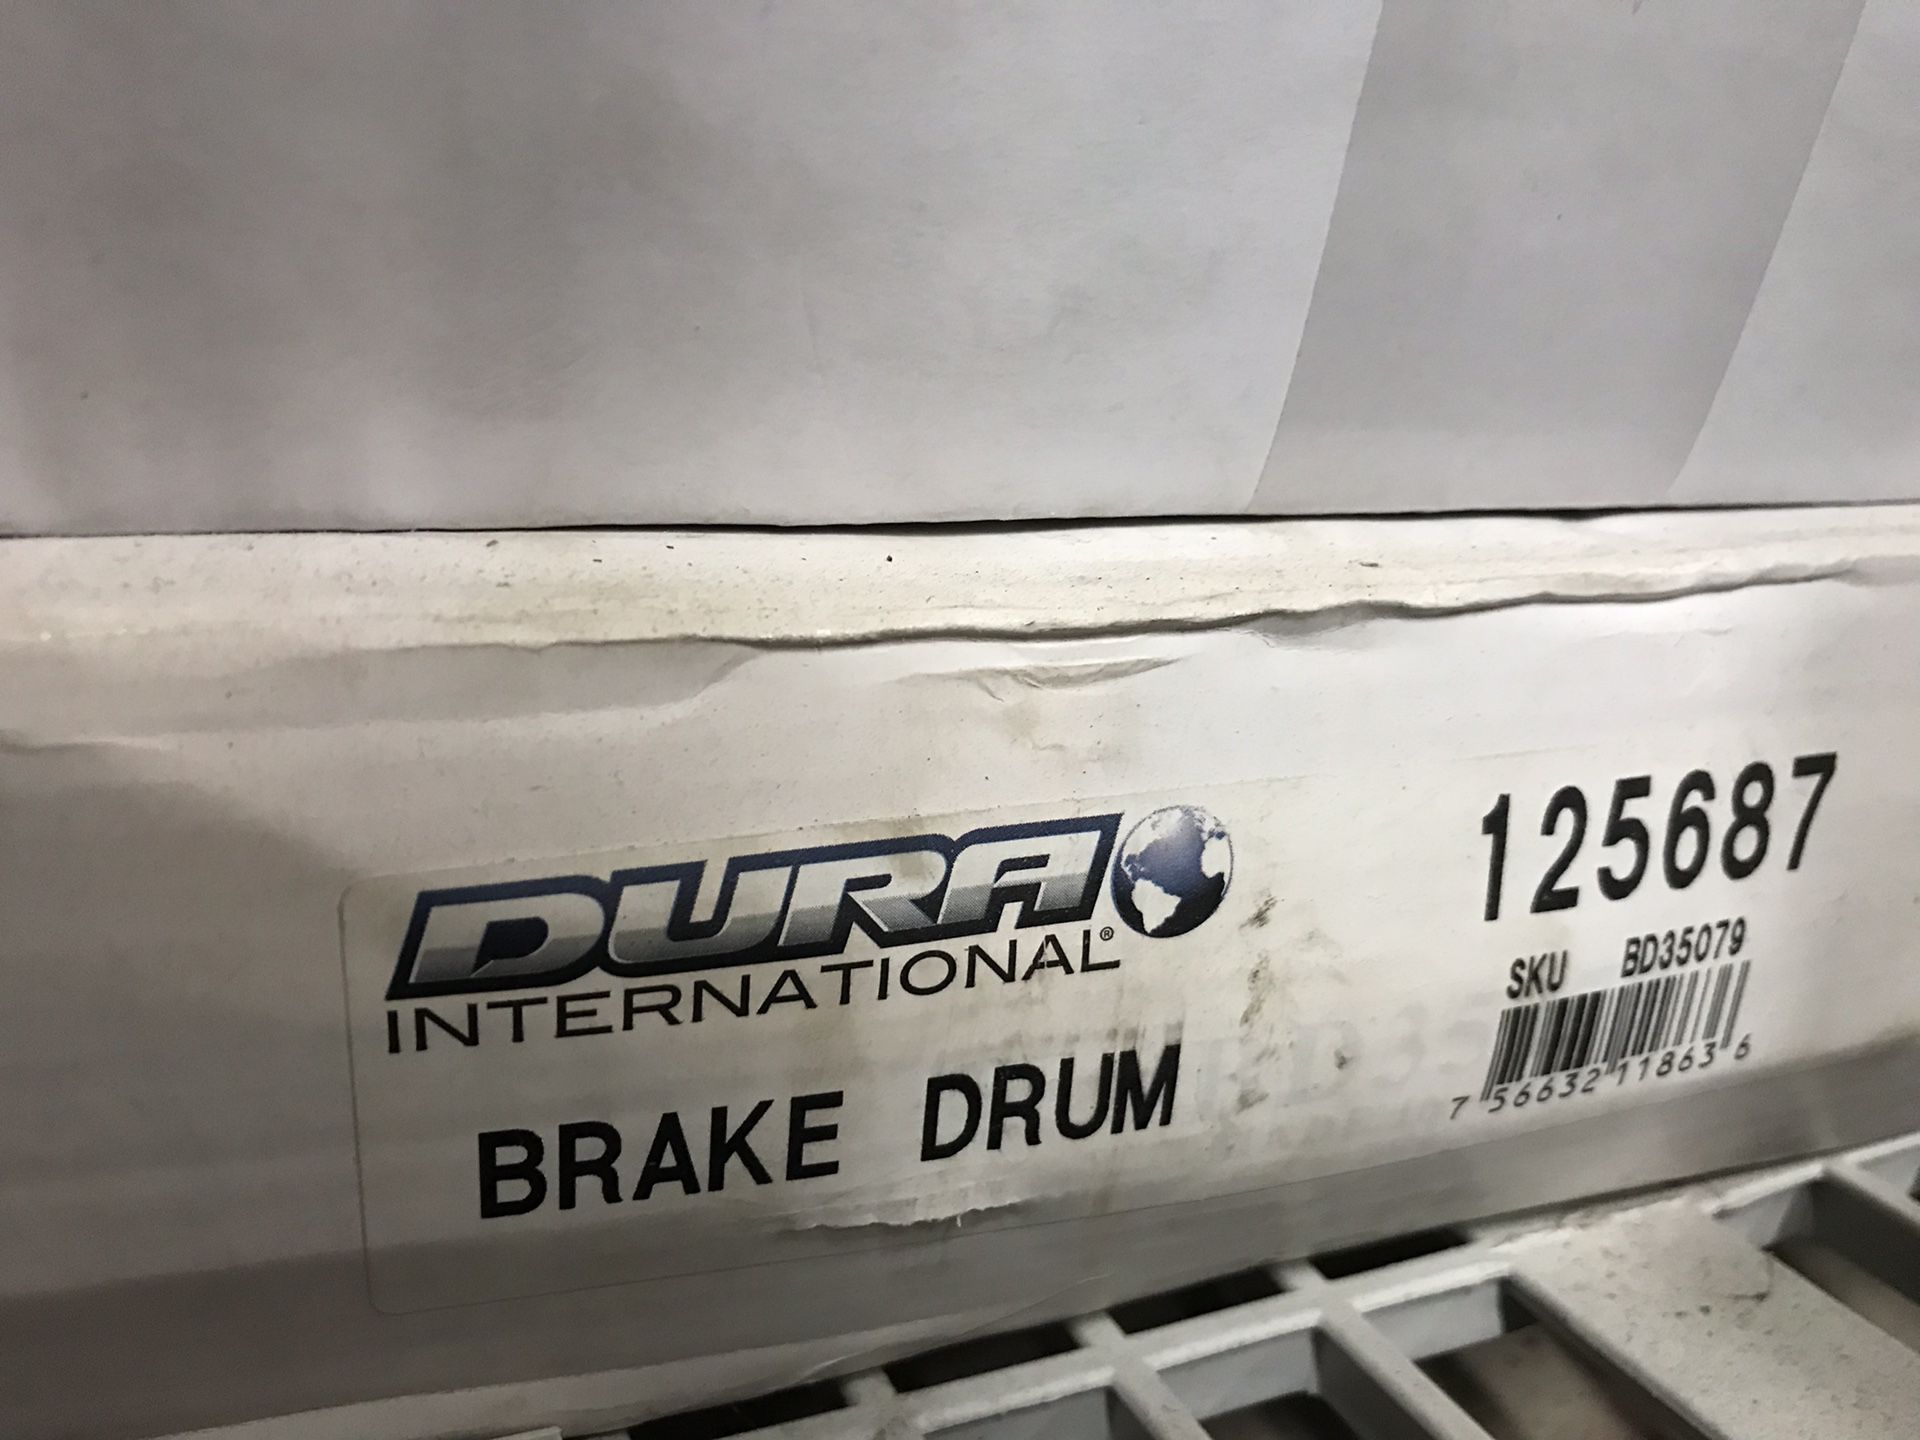 DURA
INTERNATIONAL®
BRAKE DRUM
125687
SKU BD35079
7 56632 11863 6